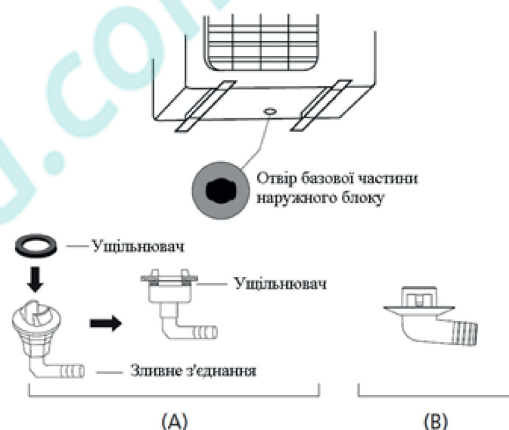 Отвір базової частини
наружного блоку
Ущільнювач
Ущільнювач
Зливне з'єднання
(A)
(B)